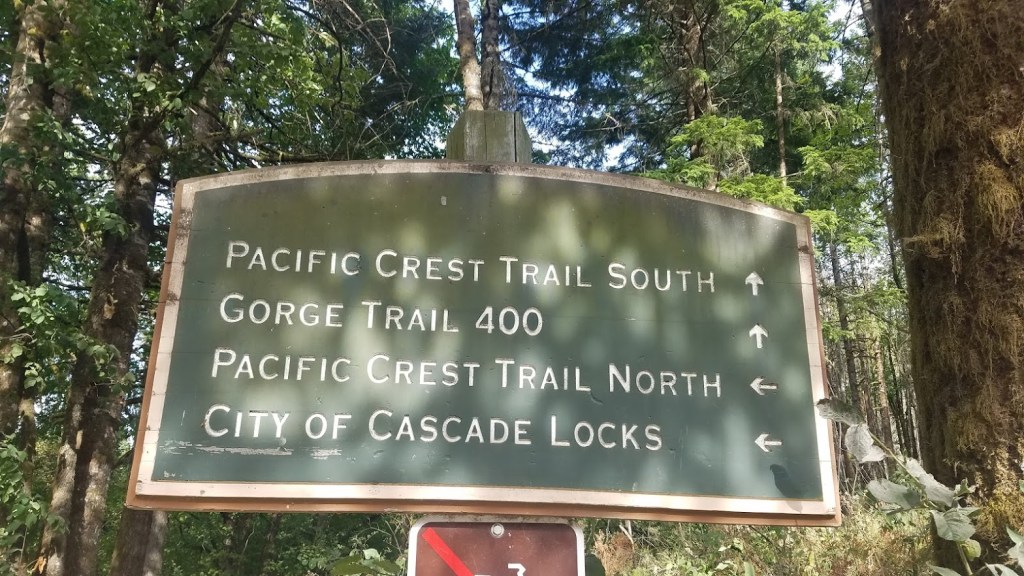 PACIFIC CREST TRAIL SOUTH ↑
GORGE TRAIL 400 ↑
PACIFIC CREST TRAIL NORTH ←
CITY OF CASCADE LOCKS ←